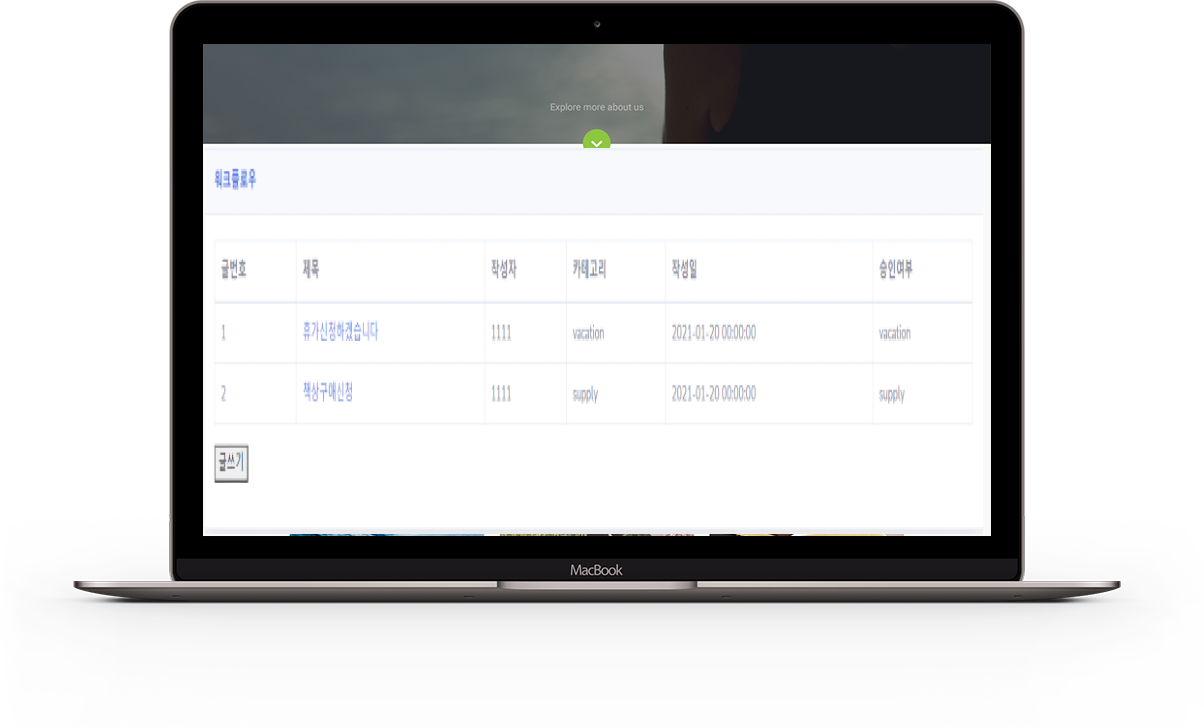 Explore more about us
워크플로우
글번호 제목 작성자 카테고리 작성일 승인여부
1 휴가신청하겠습니다 1111 vacation 2021-01-20 00:00:00 vacation
2 책상구매신청 1111 supply 2021-01-20 00:00:00 supply
글쓰기
MacBook